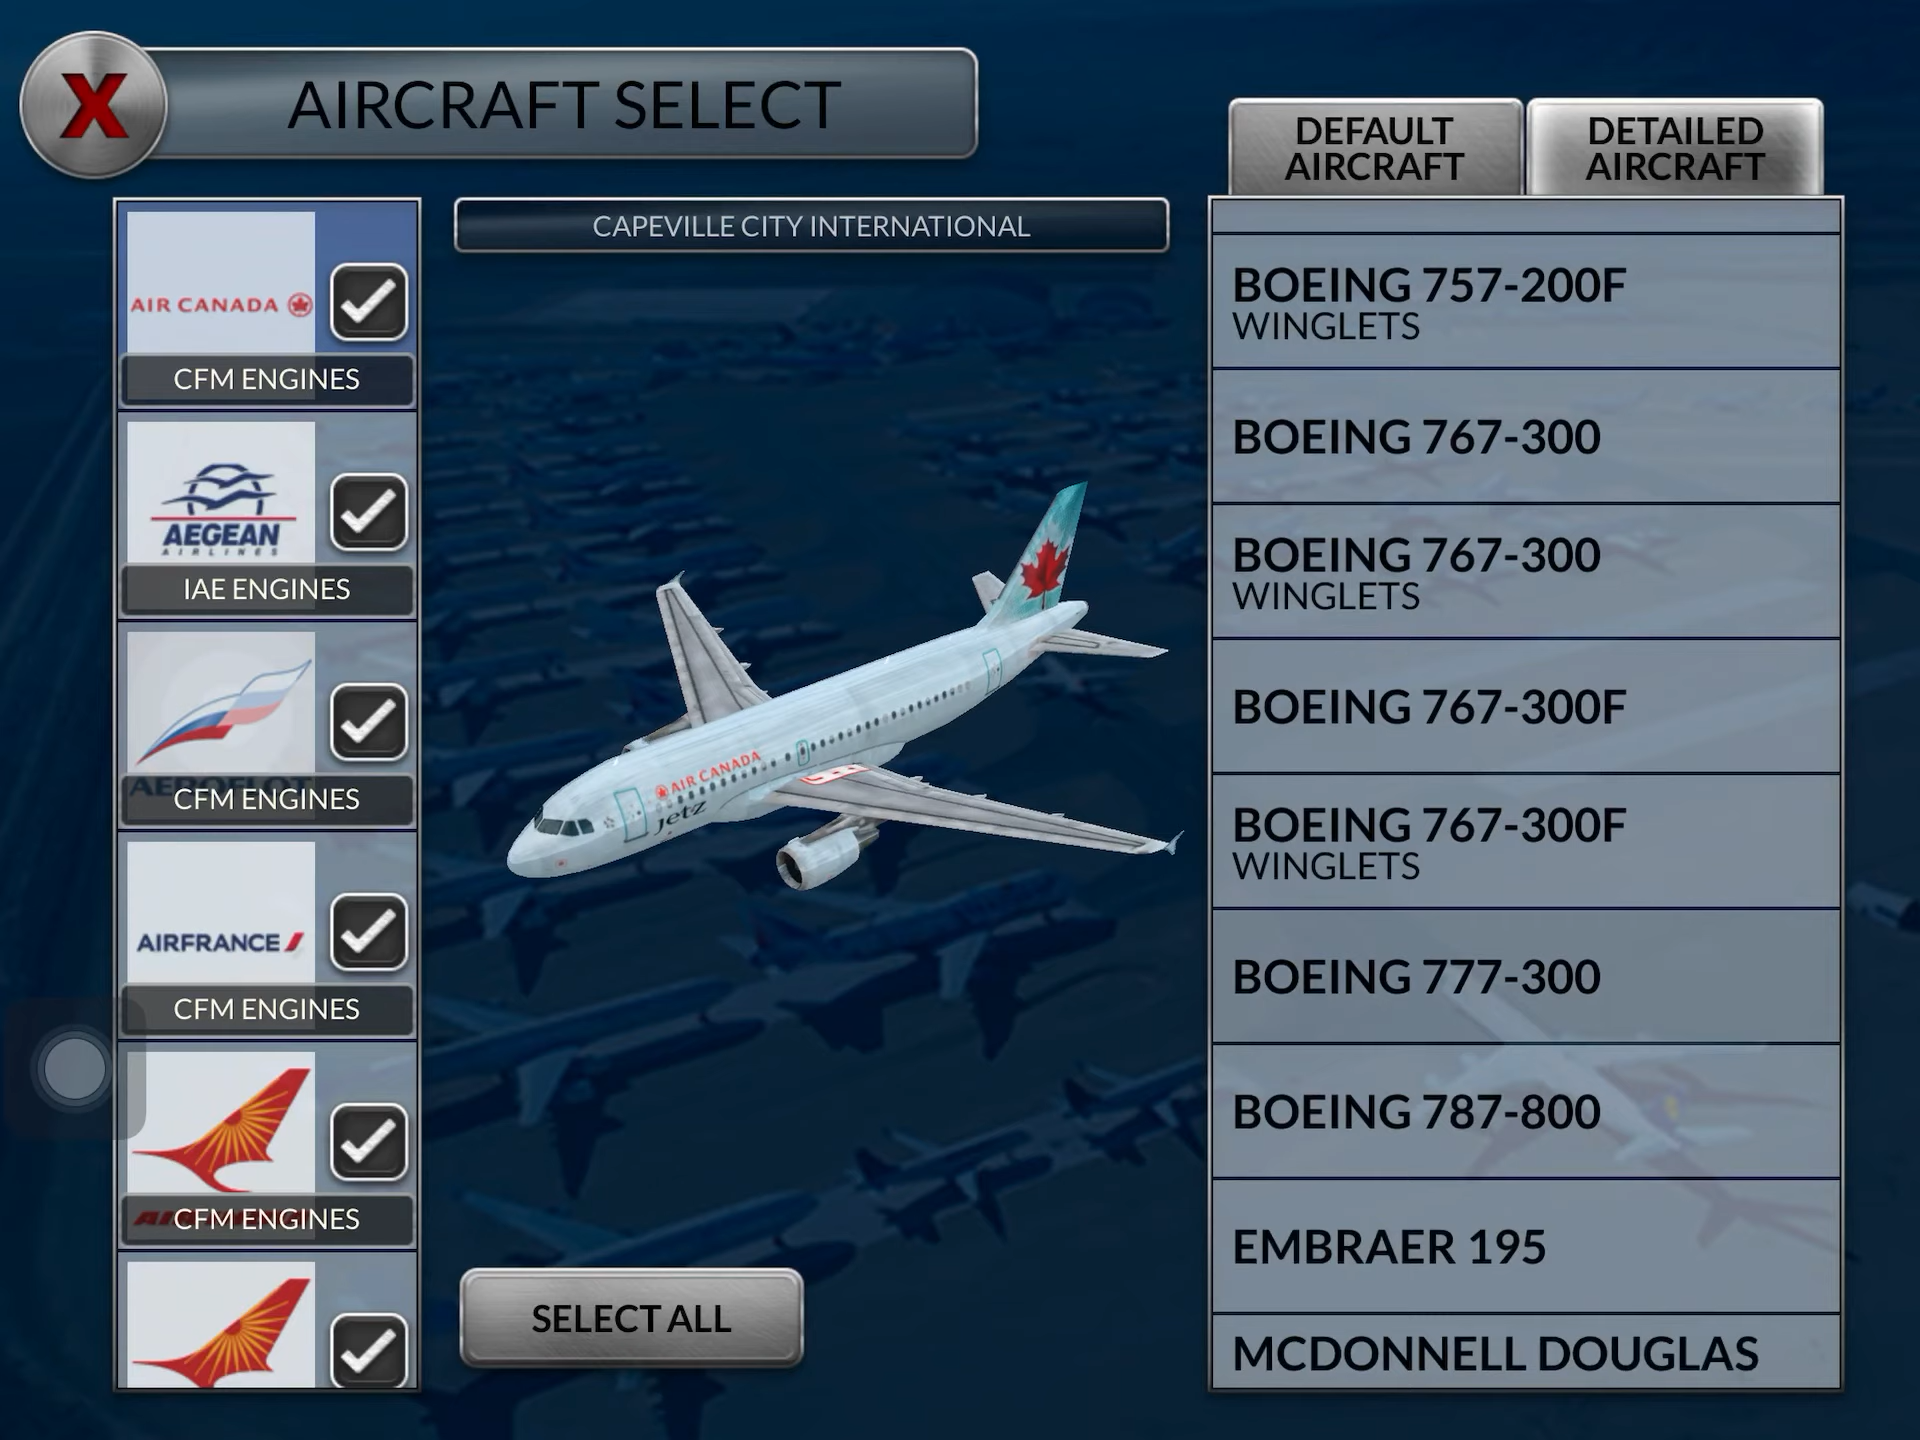 X
AIRCRAFT SELECT
DEFAULT
AIRCRAFT
DETAILED
AIRCRAFT
CAPEVILLE CITY INTERNATIONAL
AIR CANADA
CFM ENGINES
AEGEAN
AIRLINES
IAE ENGINES
AEROFLOT
CFM ENGINES
AIRFRANCE
CFM ENGINES
CFM ENGINES
AIR CANADA
jetz
SELECT ALL
BOEING 757-200F
WINGLETS
BOEING 767-300
BOEING 767-300
WINGLETS
BOEING 767-300F
BOEING 767-300F
WINGLETS
BOEING 777-300
BOEING 787-800
EMBRAER 195
MCDONNELL DOUGLAS